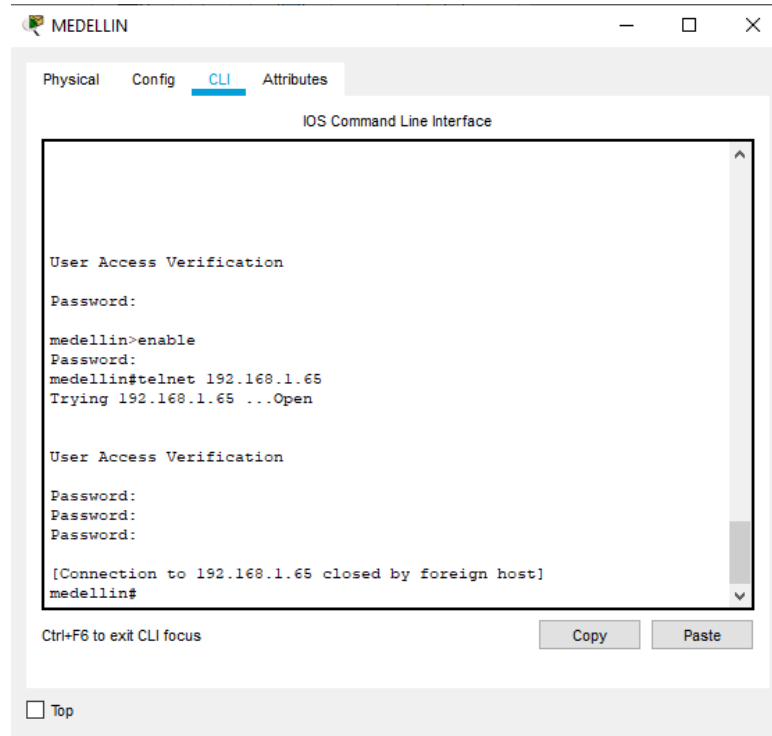 MEDELLIN
Physical Config CLI Attributes
IOS Command Line Interface
User Access Verification
Password:
medellin>enable
Password:
medellin#telnet 192.168.1.65
Trying 192.168.1.65 ...Open
User Access Verification
Password:
Password:
Password:
[Connection to 192.168.1.65 closed by foreign host]
medellin#
Ctrl+F6 to exit CLI focus
Copy Paste
Top